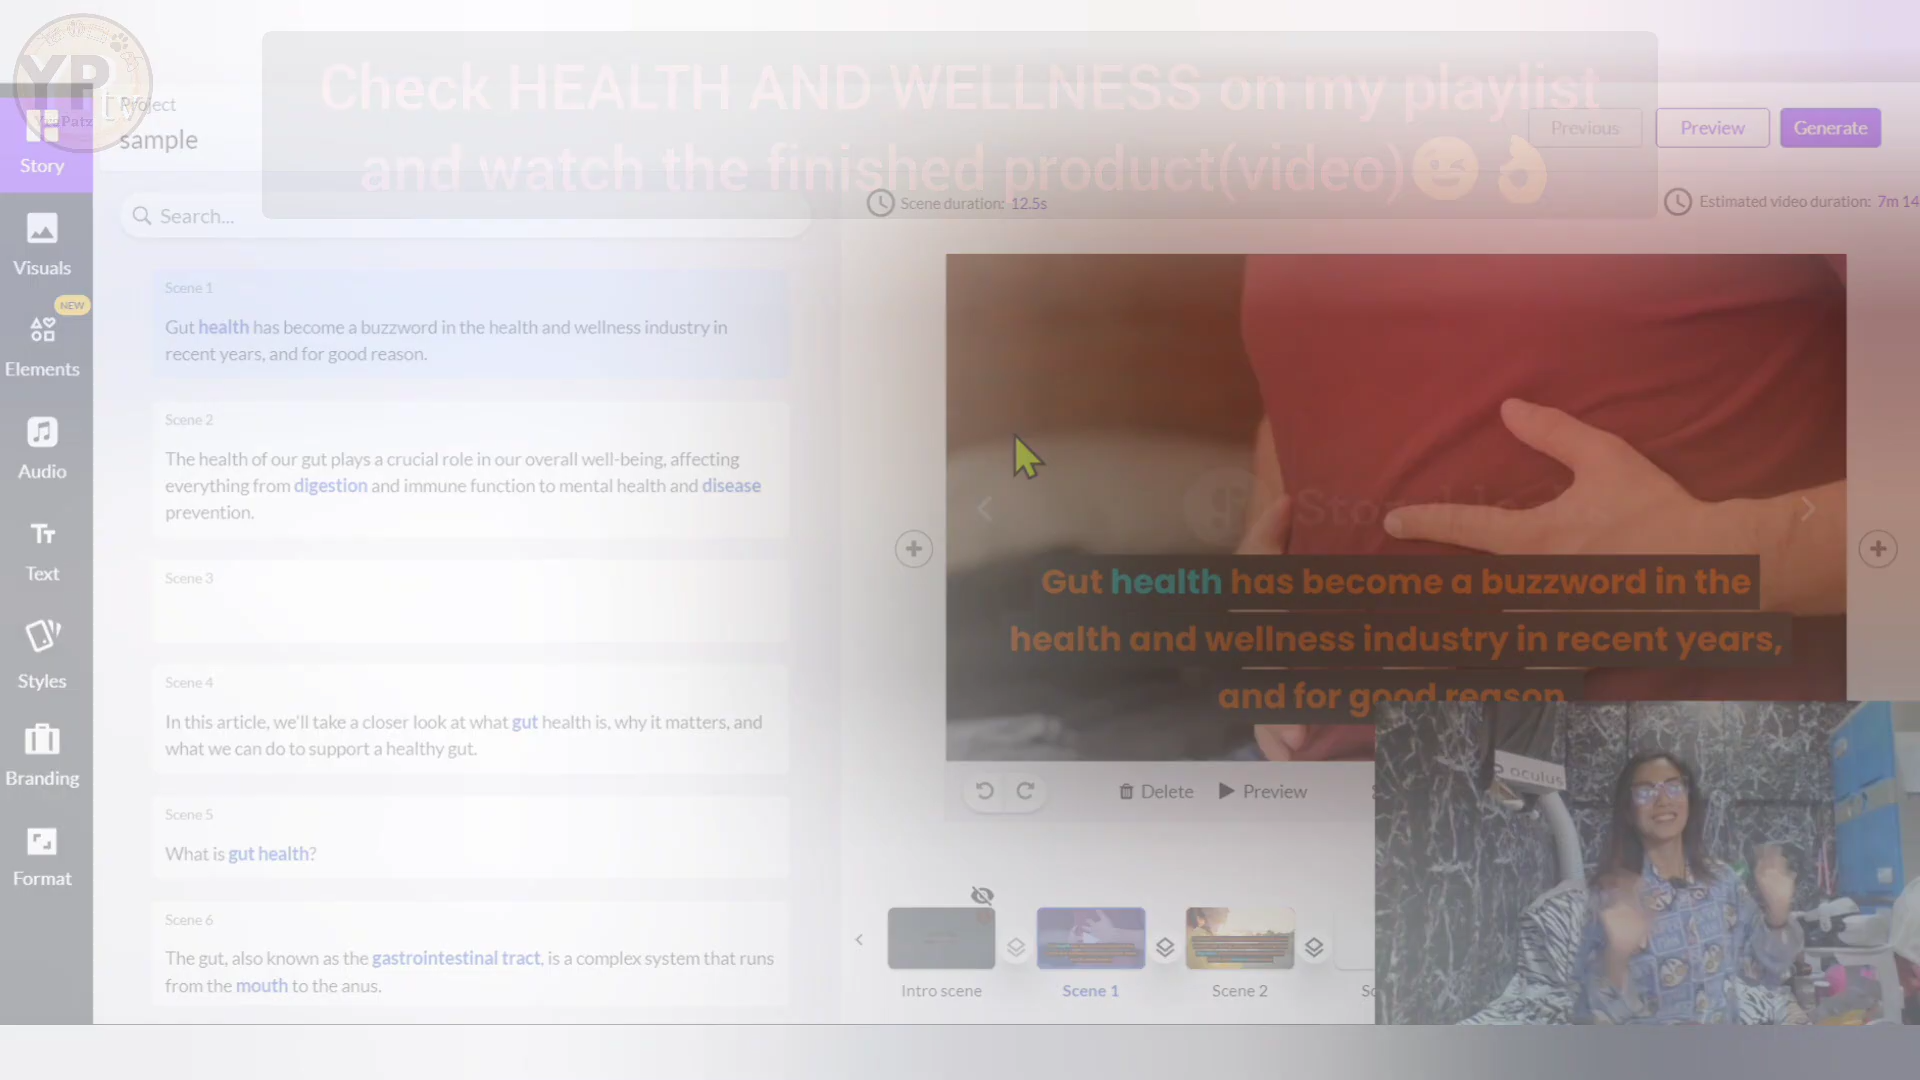 Check HEALTH AND WELLNESS on my playlist
and watch the finished product(video)😉👌
YP
tv
Project
sample
Previous
Preview
Generate
Story
Search...
Scene duration: 12.5s
Estimated video duration: 7m 14
Visuals
NEW
Elements
Audio
Text
Styles
Branding
Format
Scene 1
Gut health has become a buzzword in the health and wellness industry in
recent years, and for good reason.
Scene 2
The health of our gut plays a crucial role in our overall well-being, affecting
everything from digestion and immune function to mental health and disease
prevention.
Scene 3
Scene 4
In this article, we'll take a closer look at what gut health is, why it matters, and
what we can do to support a healthy gut.
Scene 5
What is gut health?
Scene 6
The gut, also known as the gastrointestinal tract, is a complex system that runs
from the mouth to the anus.
Gut health has become a buzzword in the
health and wellness industry in recent years,
and for good reason.
Delete
Preview
oculus
Intro scene
Scene 1
Scene 2